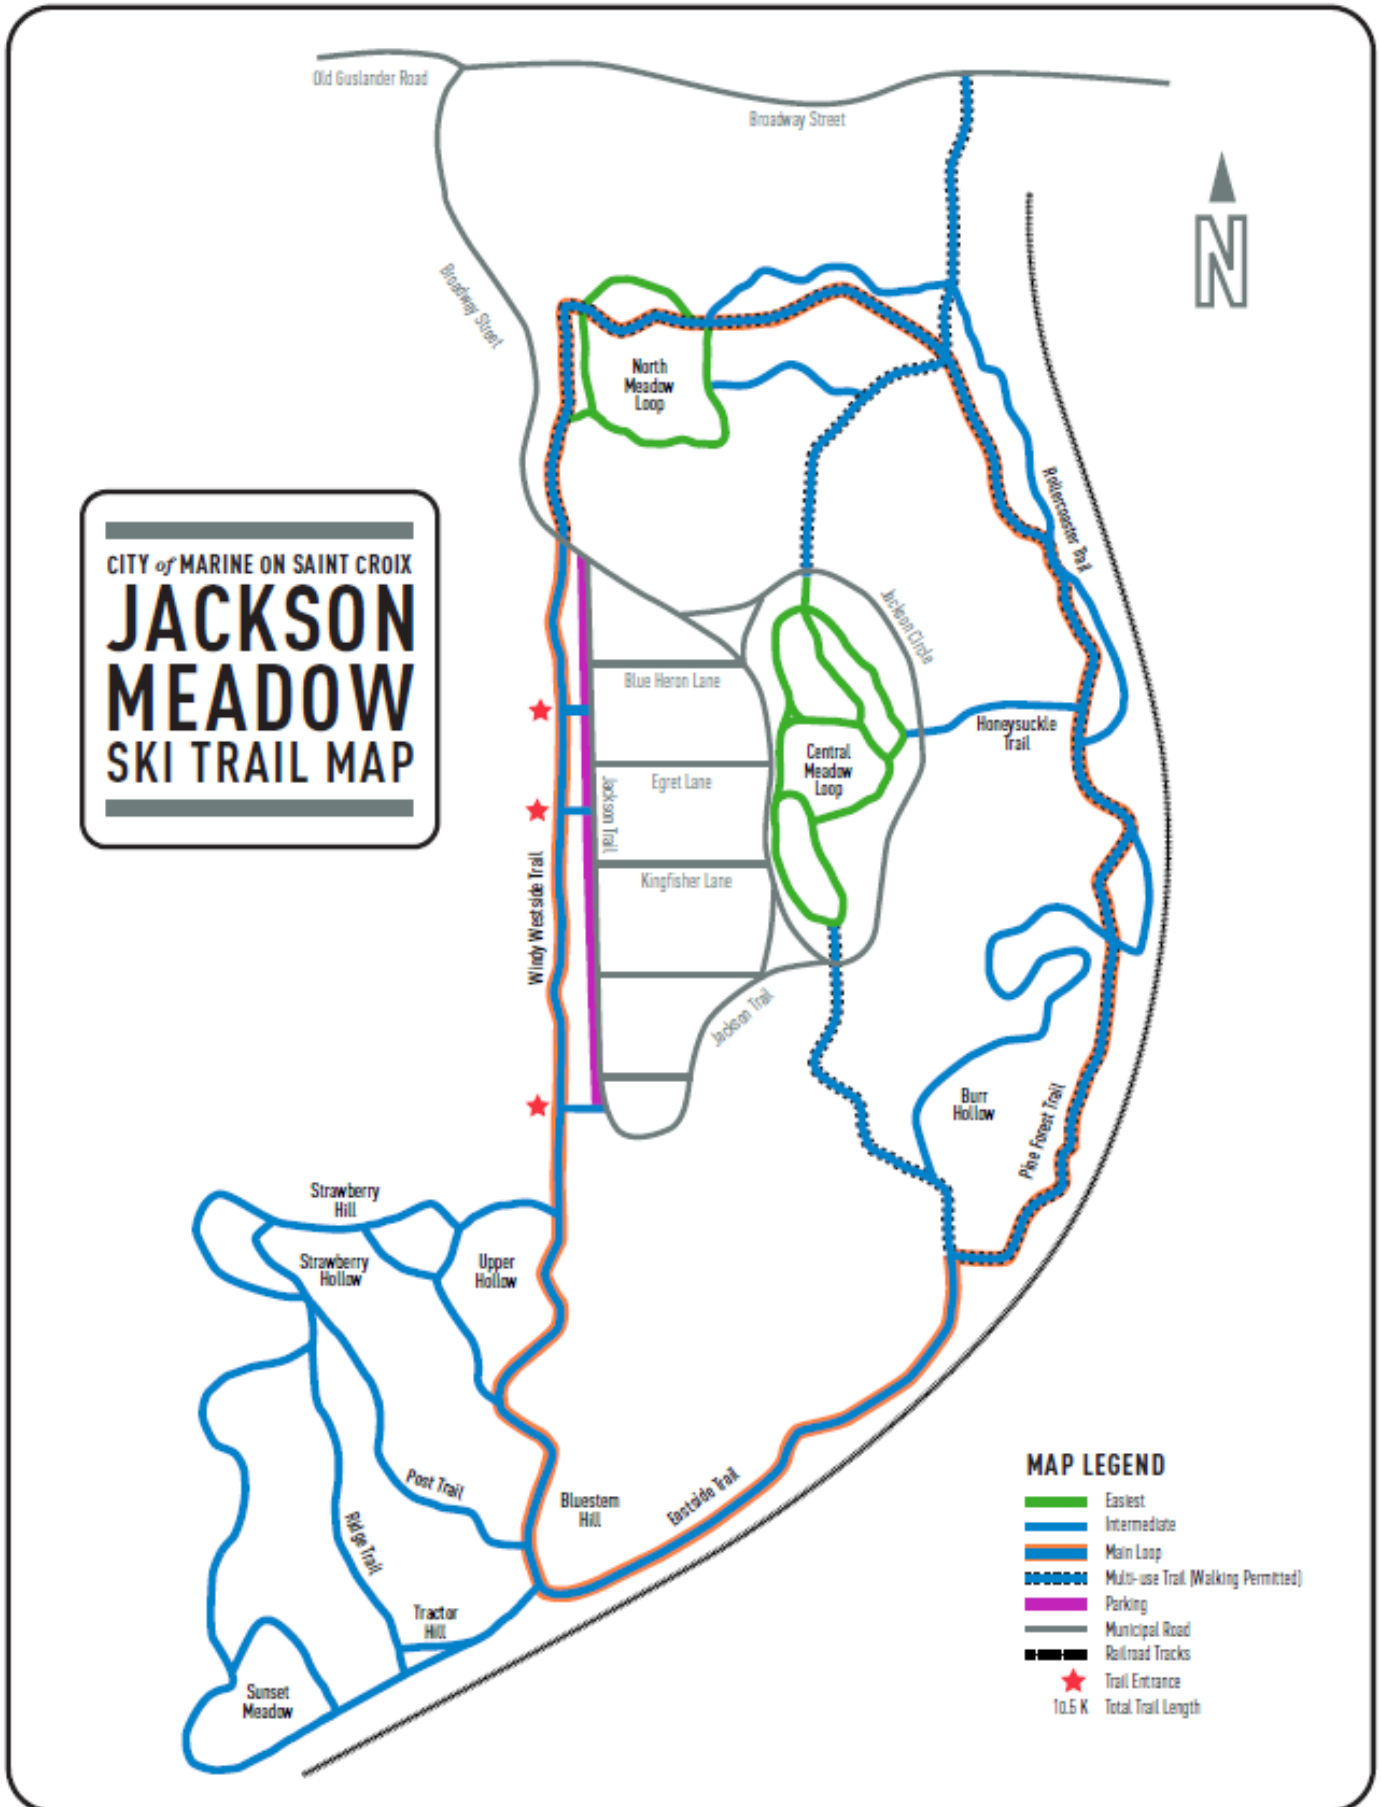 Old Guslander Road
Broadway Street
N
Broadway Street
North
Meadow
Loop
Rollercoaster Trail
CITY of MARINE ON SAINT CROIX
JACKSON
MEADOW
SKI TRAIL MAP
Jackson Circle
Blue Heron Lane
Honeysuckle
Trail
Central
Meadow
Loop
Egret Lane
Jackson Trail
Kingfisher Lane
Windy Westside Trail
Jackson Trail
Burr
Hollow
Pine Forest Trail
Strawberry
Hill
Strawberry
Hollow
Upper
Hollow
Post Trail
Bluestem
Hill
Eastside Trail
Ridge Trail
Tractor
Hill
Sunset
Meadow
MAP LEGEND
Easiest
Intermediate
Main Loop
Multi-use Trail (Walking Permitted)
Parking
Municipal Road
Railroad Tracks
Trail Entrance
10.5 K Total Trail Length